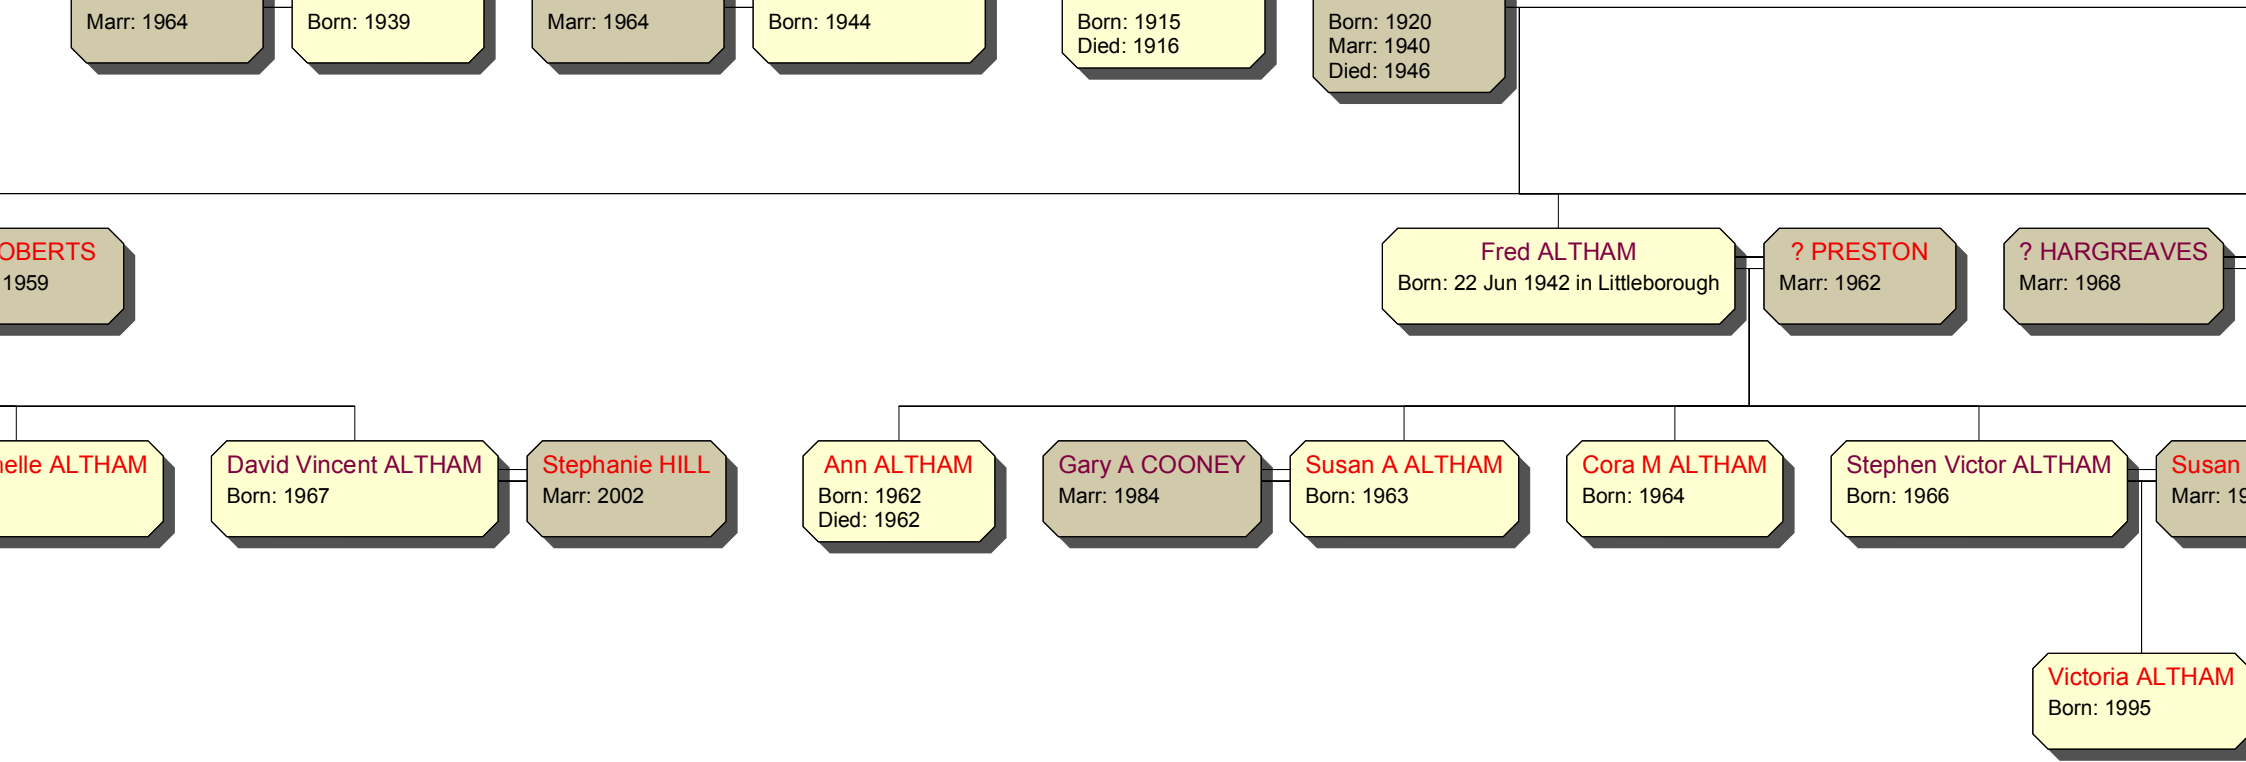 Marr: 1964
Born: 1939
Marr: 1964
Born: 1944
Born: 1915
Died: 1916
Born: 1920
Marr: 1940
Died: 1946
OBERTS
1959
Fred ALTHAM
Born: 22 Jun 1942 in Littleborough
? PRESTON
Marr: 1962
? HARGREAVES
Marr: 1968
elle ALTHAM
David Vincent ALTHAM
Born: 1967
Stephanie HILL
Marr: 2002
Ann ALTHAM
Born: 1962
Died: 1962
Gary A COONEY
Marr: 1984
Susan A ALTHAM
Born: 1963
Cora M ALTHAM
Born: 1964
Stephen Victor ALTHAM
Born: 1966
Susan
Marr: 19
Victoria ALTHAM
Born: 1995